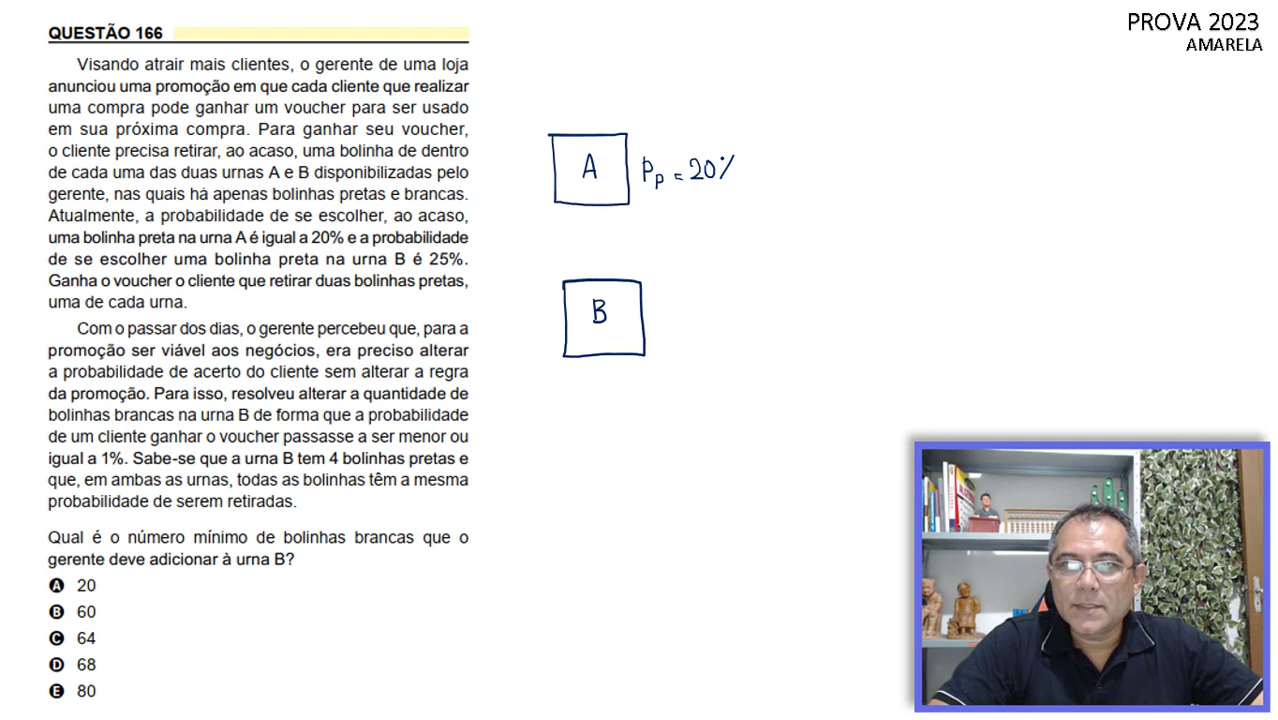 QUESTÃO 166
Visando atrair mais clientes, o gerente de uma loja
anunciou uma promoção em que cada cliente que realizar
uma compra pode ganhar um voucher para ser usado
em sua próxima compra. Para ganhar seu voucher,
o cliente precisa retirar, ao acaso, uma bolinha de dentro
de cada uma das duas urnas A e B disponibilizadas pelo
gerente, nas quais há apenas bolinhas pretas e brancas.
Atualmente, a probabilidade de se escolher, ao acaso,
uma bolinha preta na urna A é igual a 20% e a probabilidade
de se escolher uma bolinha preta na urna B é 25%.
Ganha o voucher o cliente que retirar duas bolinhas pretas,
uma de cada urna.
Com o passar dos dias, o gerente percebeu que, para a
promoção ser viável aos negócios, era preciso alterar
a probabilidade de acerto do cliente sem alterar a regra
da promoção. Para isso, resolveu alterar a quantidade de
bolinhas brancas na urna B de forma que a probabilidade
de um cliente ganhar o voucher passasse a ser menor ou
igual a 1%. Sabe-se que a urna B tem 4 bolinhas pretas e
que, em ambas as urnas, todas as bolinhas têm a mesma
probabilidade de serem retiradas.
Qual é o número mínimo de bolinhas brancas que o
gerente deve adicionar à urna B?
A 20
B 60
C 64
D 68
E 80
PROVA 2023
AMARELA
A Pp = 20%
B